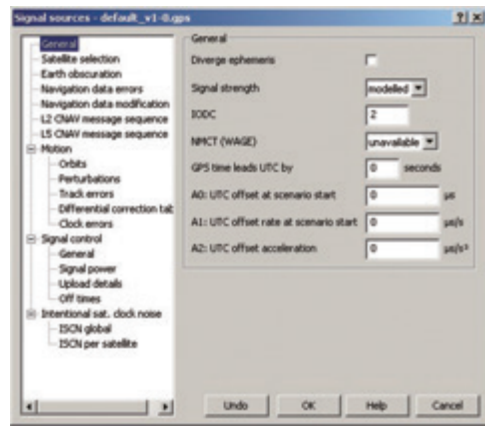 Signal sources - default_v1-0.gps
General
Satellite selection
Earth obscuration
Navigation data errors
Navigation data modification
L2 CNAV message sequence
L5 CNAV message sequence
Motion
Orbits
Perturbations
Track errors
Differential correction tab
Clock errors
Signal control
General
Signal power
Upload details
Off times
Intentional sat. clock noise
ISCN global
ISCN per satellite
General
Diverge ephemeris
Signal strength modelled
IODC 2
NMCT (WAGE) unavailable
GPS time leads UTC by 0 seconds
A0: UTC offset at scenario start 0 µs
A1: UTC offset rate at scenario start 0 µs/s
A2: UTC offset acceleration 0 µs/s²
Undo OK Help Cancel